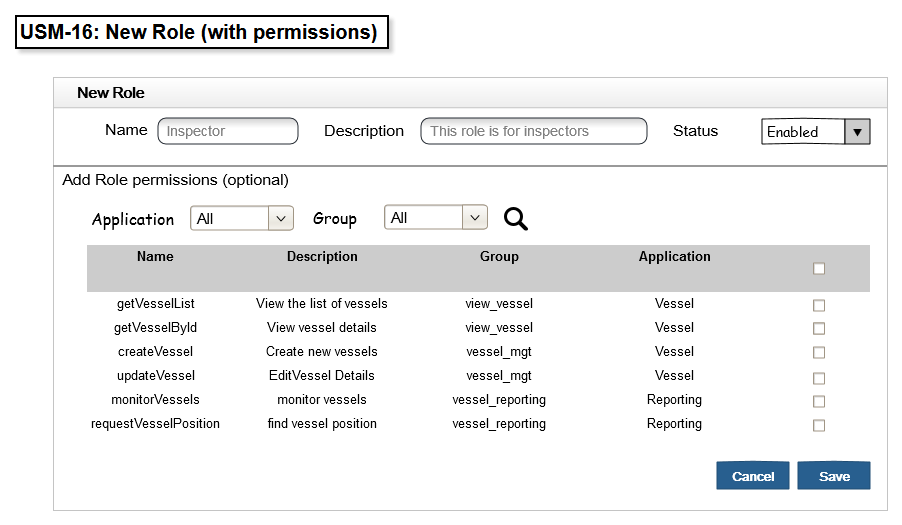 USM-16: New Role (with permissions)
New Role
Name Inspector Description This role is for inspectors Status Enabled
Add Role permissions (optional)
Application All Group All
Name Description Group Application
getVesselList View the list of vessels view_vessel Vessel
getVesselById View vessel details view_vessel Vessel
createVessel Create new vessels vessel_mgt Vessel
updateVessel EditVessel Details vessel_mgt Vessel
monitorVessels monitor vessels vessel_reporting Reporting
requestVesselPosition find vessel position vessel_reporting Reporting
Cancel Save